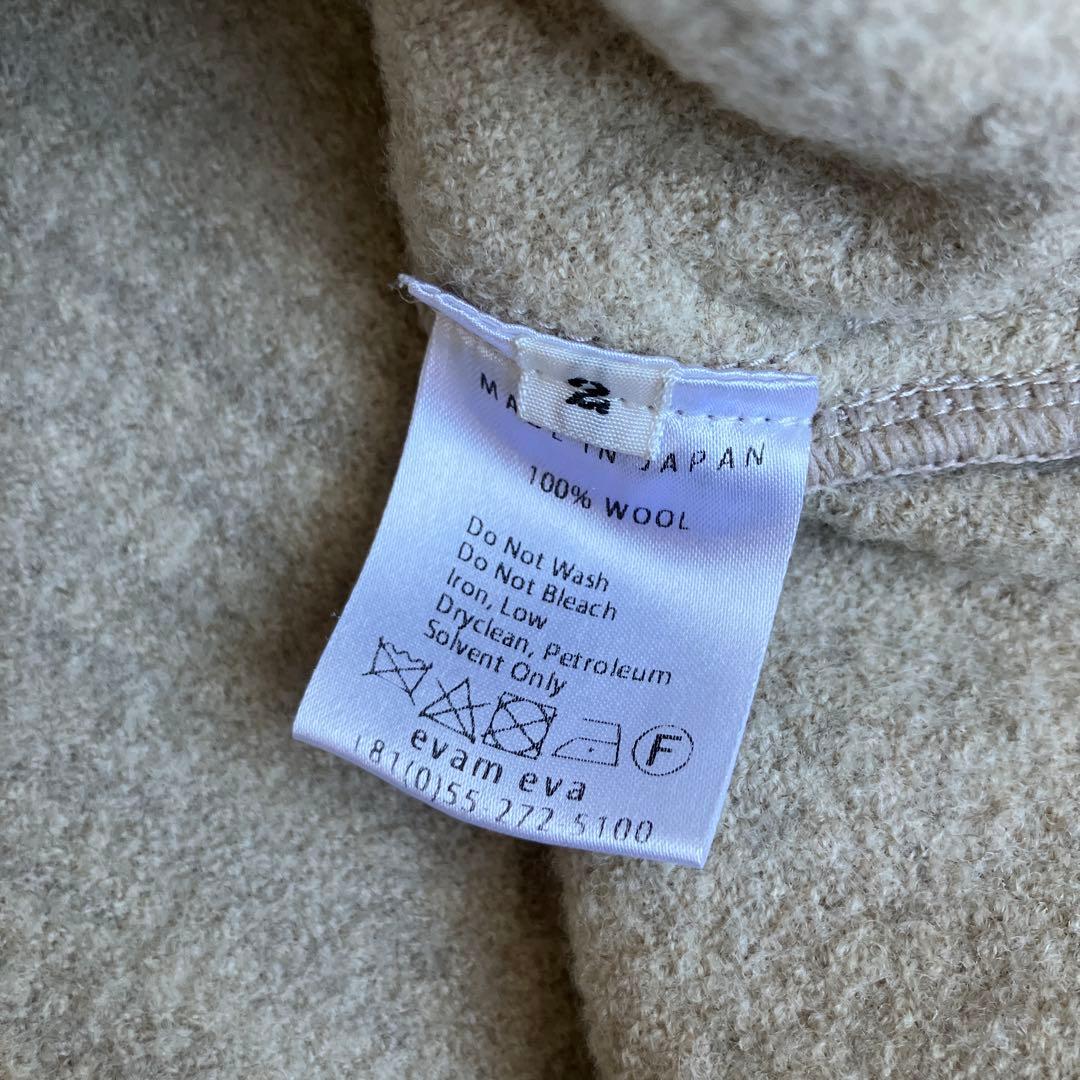 2
MADE IN JAPAN
100% WOOL
Do Not Wash
Do Not Bleach
Iron, Low
Dryclean, Petroleum
Solvent Only
F
evam eva
81(0)55 272 5100